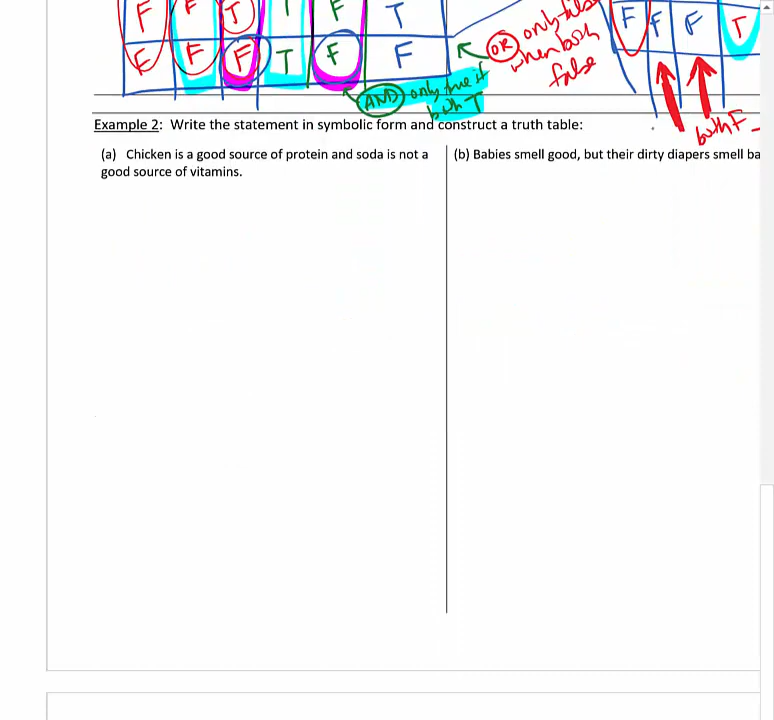 F F T T F T
F F F T F F
OR only false
when both
false
AND only true if
both T
F F F T
both F
Example 2: Write the statement in symbolic form and construct a truth table:
(a) Chicken is a good source of protein and soda is not a
good source of vitamins.
(b) Babies smell good, but their dirty diapers smell ba